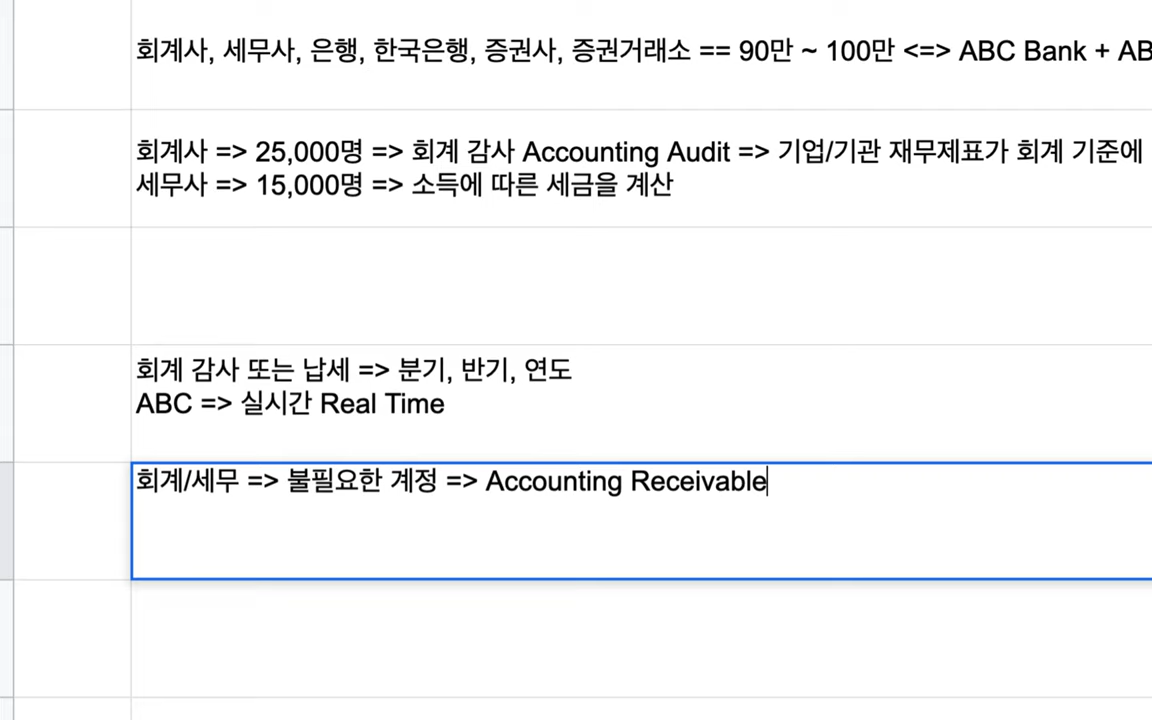 회계사, 세무사, 은행, 한국은행, 증권사, 증권거래소 == 90만 ~ 100만 <=> ABC Bank + AB
회계사 => 25,000명 => 회계 감사 Accounting Audit => 기업/기관 재무제표가 회계 기준에
세무사 => 15,000명 => 소득에 따른 세금을 계산
회계 감사 또는 납세 => 분기, 반기, 연도
ABC => 실시간 Real Time
회계/세무 => 불필요한 계정 => Accounting Receivable